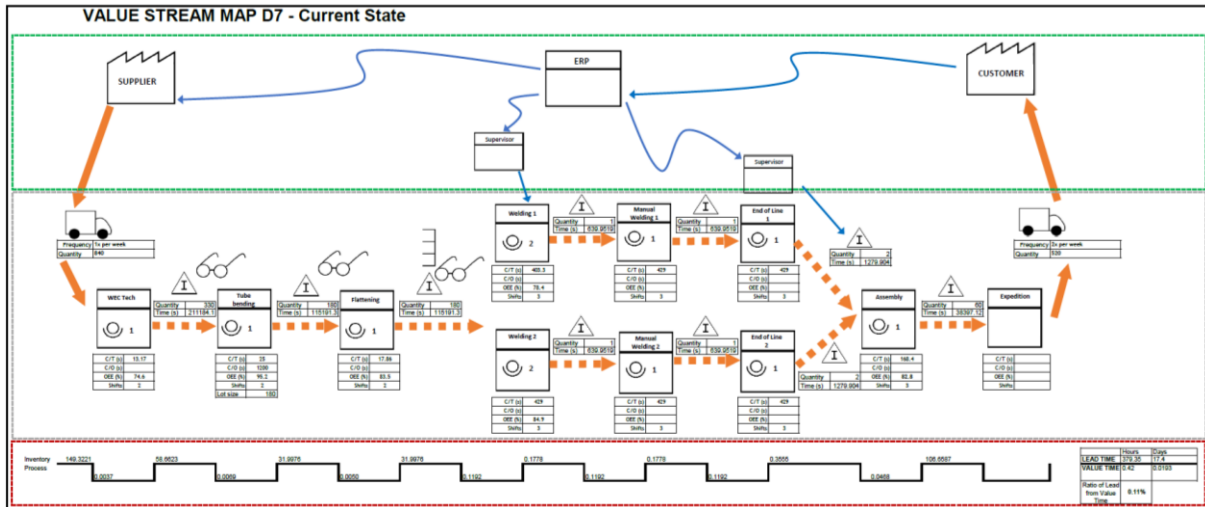 VALUE STREAM MAP D7 - Current State
SUPPLIER
ERP
CUSTOMER
Supervisor
Supervisor
Frequency 1x per week
Quantity 840
Frequency 2x per week
Quantity 520
Welding 1
2
C/T (s)
C/O (s)
OEE (%) 78.4
Shifts 3
I
Quantity 1
Time (s) 639.9519
Manual
Welding 1
1
C/T (s) 429
C/O (s)
OEE (%)
Shifts 3
I
Quantity 1
Time (s) 639.9519
End of Line
1
1
C/T (s) 429
C/O (s)
OEE (%)
Shifts 3
I
Quantity 2
Time (s) 1279.904
WEC Tech
1
C/T (s) 13.17
C/O (s)
OEE (%) 74.6
Shifts 2
I
Quantity 330
Time (s) 211184.1
Tube
bending
1
C/T (s) 25
C/O (s) 1200
OEE (%) 95.2
Shifts 2
Lot size 180
I
Quantity 180
Time (s) 115191.3
Flattening
1
C/T (s) 17.86
C/O (s)
OEE (%)
Shifts 2
I
Quantity 180
Time (s) 115191.3
Welding 2
2
C/T (s) 429
C/O (s)
OEE (%) 84.9
Shifts 3
I
Quantity 1
Time (s) 639.9519
Manual
Welding 2
1
C/T (s) 429
C/O (s)
OEE (%)
Shifts 3
I
Quantity 1
Time (s) 639.9519
End of Line
2
1
C/T (s) 429
C/O (s)
OEE (%)
Shifts 3
I
Quantity 2
Time (s) 1279.904
Assembly
1
C/T (s) 168.4
C/O (s)
OEE (%) 80.8
Shifts 3
I
Quantity 60
Time (s) 38397.12
Expedition
C/T (s)
C/O (s)
OEE (%)
Shifts
Inventory 149.3221 58.6623 31.9976 31.9976 0.1778 0.1778 0.3555 106.6587
Process 0.0037 0.0069 0.0050 0.1192 0.1192 0.1192 0.0468
Hours Days
LEAD TIME 379.35 17.4
VALUE TIME 0.42 0.0193
Ratio of Lead
from Value
Time
0.11%